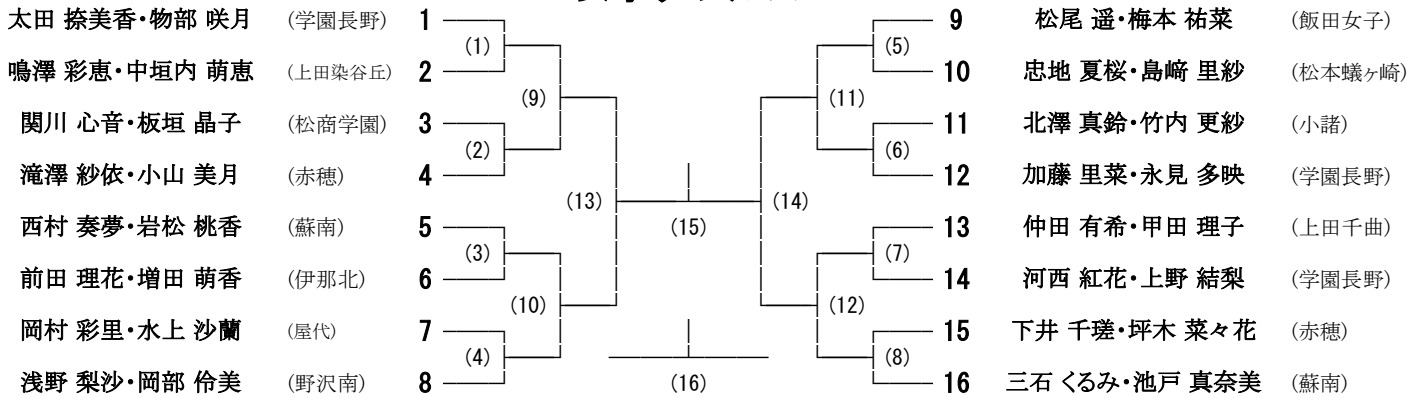 太田 捺美香・物部 咲月 (学園長野) 1
鳴澤 彩恵・中垣内 萌恵 (上田染谷丘) 2
関川 心音・板垣 晶子 (松商学園) 3
滝澤 紗依・小山 美月 (赤穂) 4
西村 奏夢・岩松 桃香 (蘇南) 5
前田 理花・増田 萌香 (伊那北) 6
岡村 彩里・水上 沙蘭 (屋代) 7
浅野 梨沙・岡部 伶美 (野沢南) 8
(1)
(2)
(3)
(4)
(9)
(10)
(13)
(15)
(16)
(14)
(11)
(12)
(5)
(6)
(7)
(8)
9 松尾 遥・梅本 祐菜 (飯田女子)
10 忠地 夏桜・島﨑 里紗 (松本蟻ヶ崎)
11 北澤 真鈴・竹内 更紗 (小諸)
12 加藤 里菜・永見 多映 (学園長野)
13 仲田 有希・甲田 理子 (上田千曲)
14 河西 紅花・上野 結梨 (学園長野)
15 下井 千瑳・坪木 菜々花 (赤穂)
16 三石 くるみ・池戸 真奈美 (蘇南)